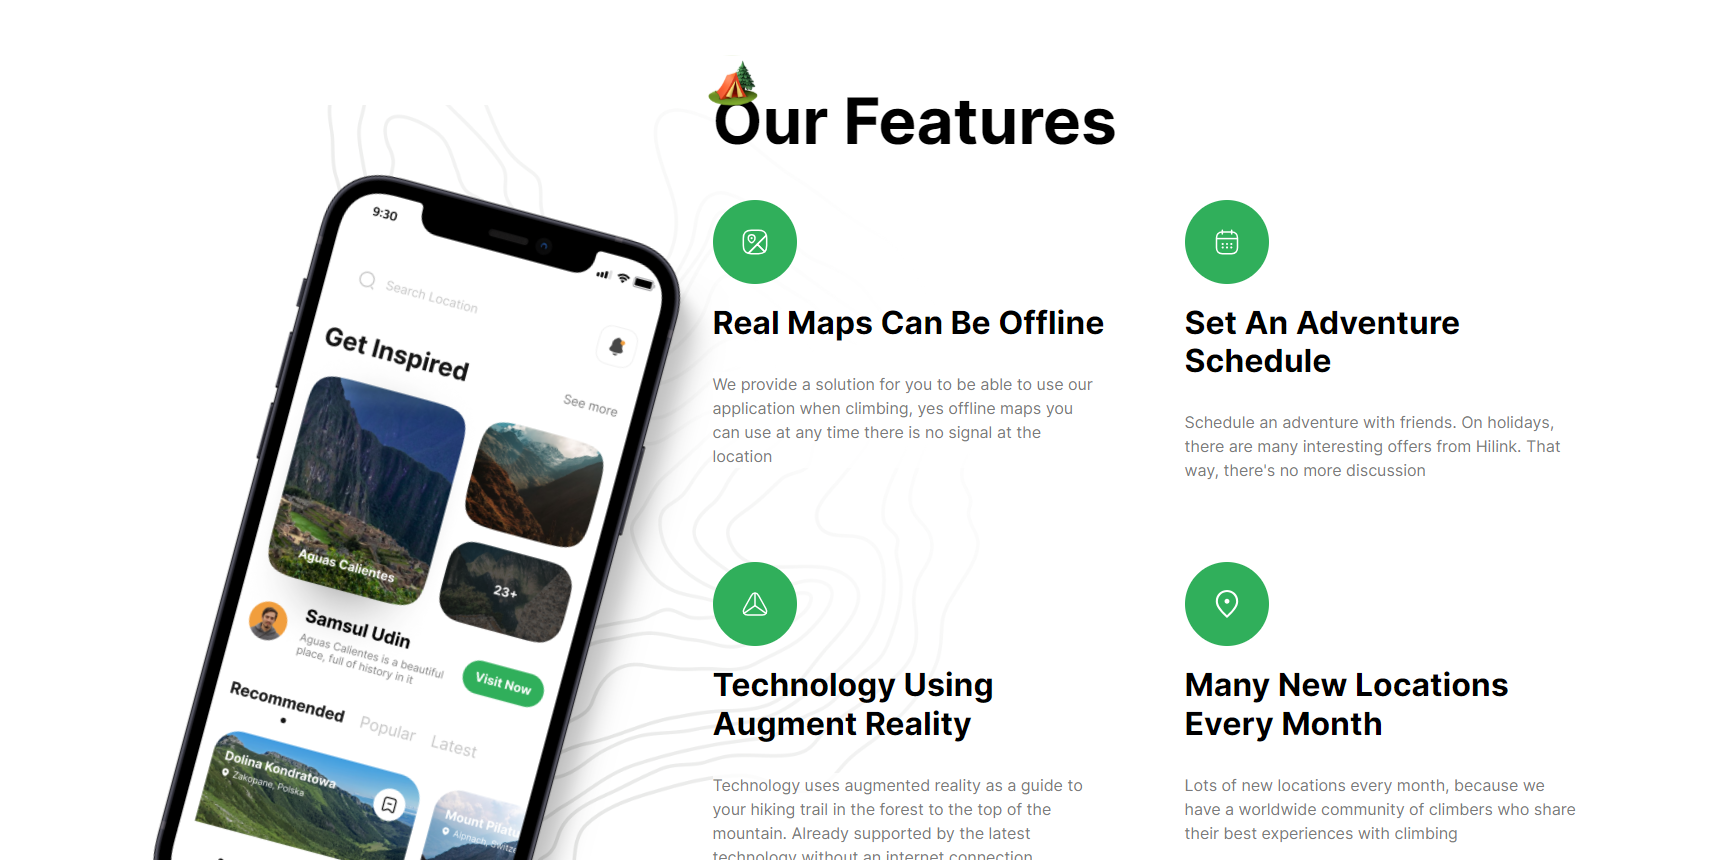 Our Features
9:30
Search Location
Get Inspired
See more
Aguas Calientes
23+
Samsul Udin
Aguas Calientes is a beautiful
place, full of history in it
Visit Now
Recommended
Popular
Latest
Dolina Kondratowa
Zakopane, Polska
Mount Pilatu
Alpnach, Switze
Real Maps Can Be Offline
We provide a solution for you to be able to use our
application when climbing, yes offline maps you
can use at any time there is no signal at the
location
Set An Adventure
Schedule
Schedule an adventure with friends. On holidays,
there are many interesting offers from Hilink. That
way, there's no more discussion
Technology Using
Augment Reality
Technology uses augmented reality as a guide to
your hiking trail in the forest to the top of the
mountain. Already supported by the latest
technology without an internet connection
Many New Locations
Every Month
Lots of new locations every month, because we
have a worldwide community of climbers who share
their best experiences with climbing